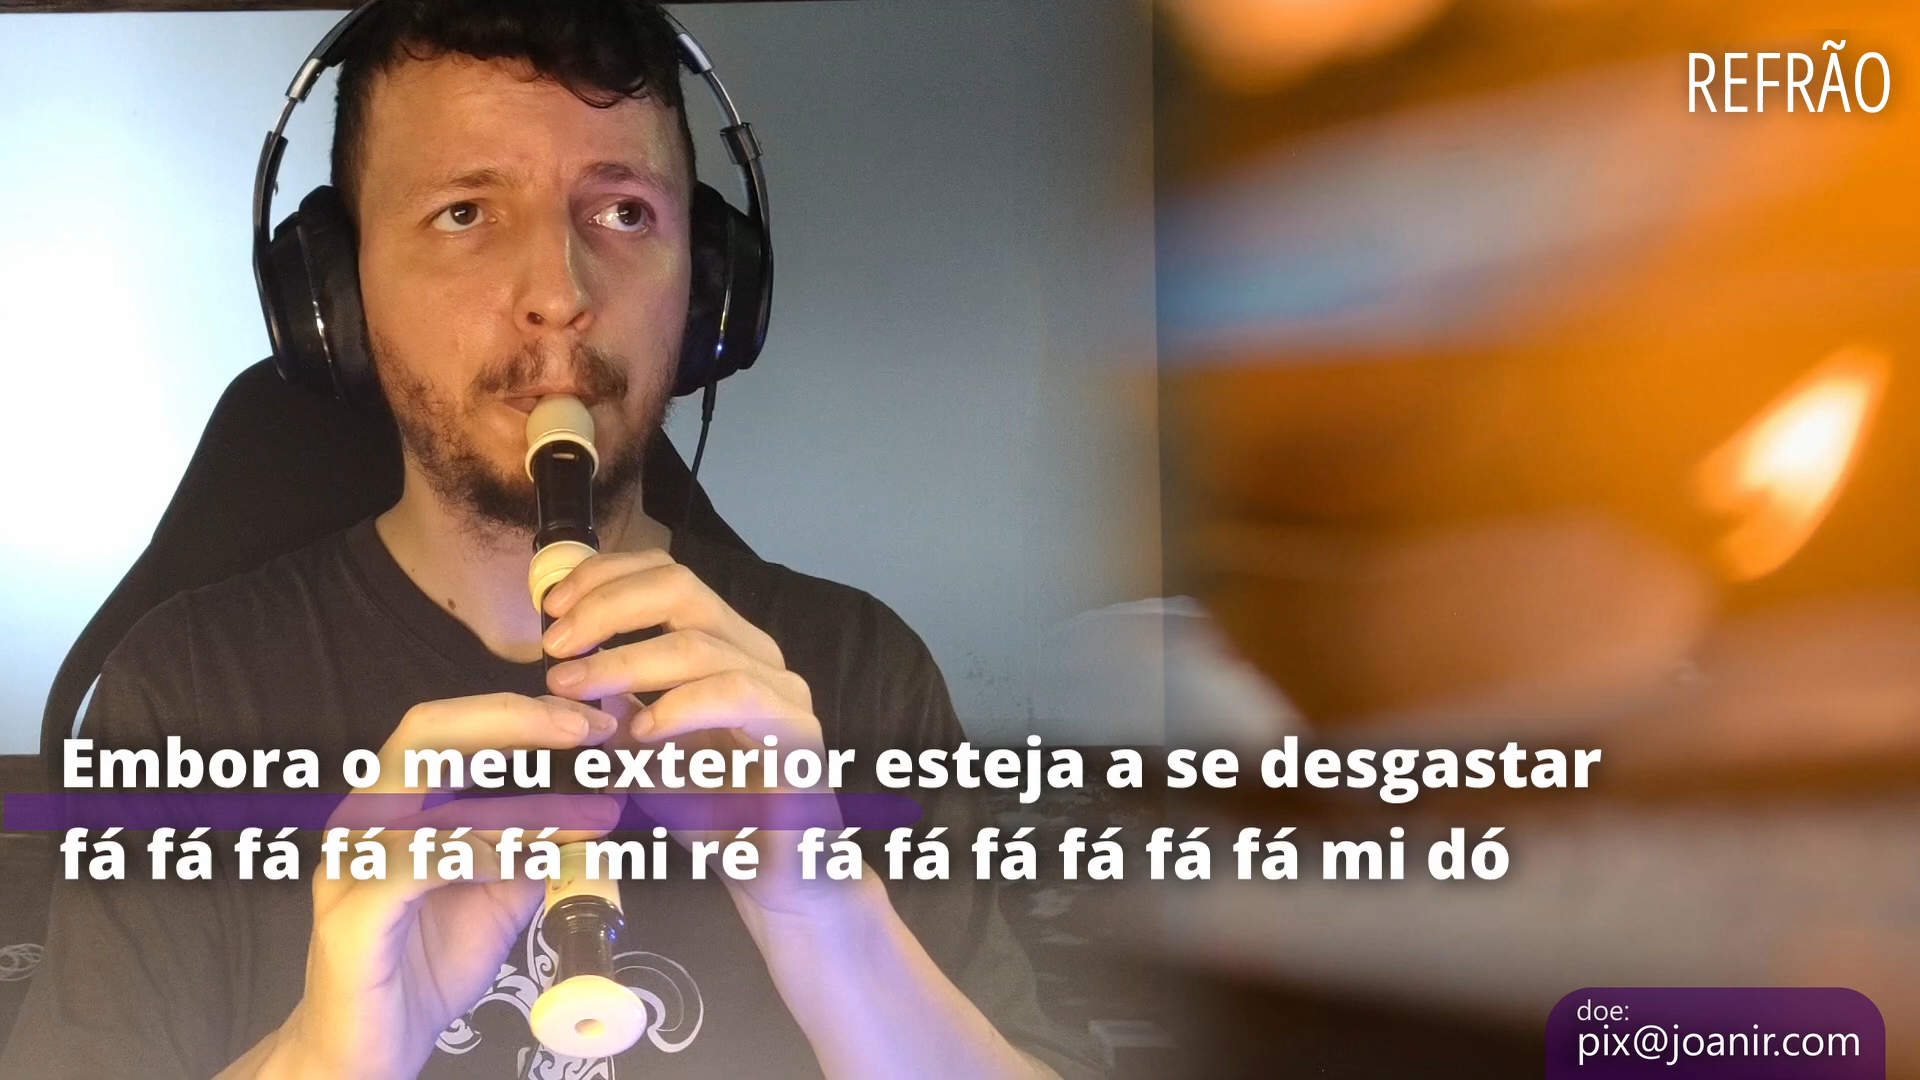 REFRÃO
Embora o meu exterior esteja a se desgastar
fá fá fá fá fá fá mi ré  fá fá fá fá fá fá mi dó
doe:
pix@joanir.com